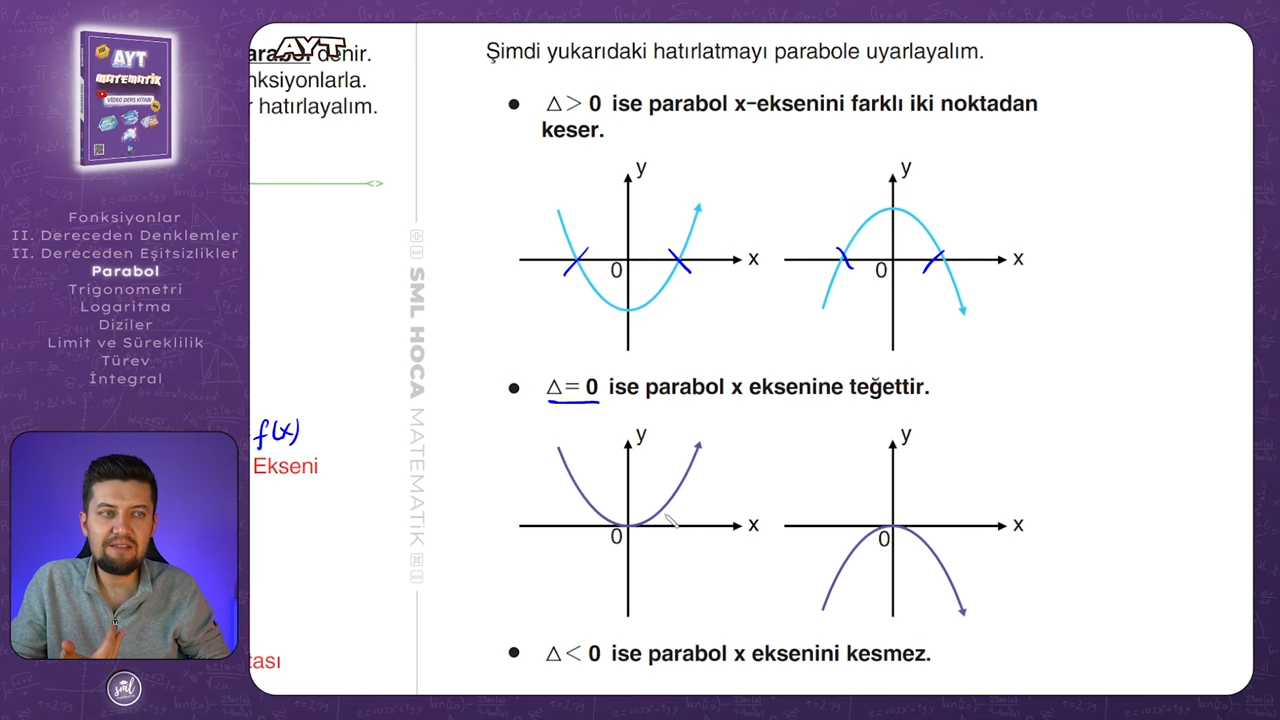 AYT
MATEMATİK
VİDEO DERS KİTABI
Fonksiyonlar
II. Dereceden Denklemler
II. Dereceden Eşitsizlikler
Parabol
Trigonometri
Logaritma
Diziler
Limit ve Süreklilik
Türev
İntegral
sml
AYT
arabol denir.
nksiyonlarla.
r hatırlayalım.
<>
f(x)
Ekseni
tası
SML HOCA MATEMATİK
Şimdi yukarıdaki hatırlatmayı parabole uyarlayalım.
● △> 0 ise parabol x-eksenini farklı iki noktadan
keser.
y
x
0
y
x
0
● △= 0 ise parabol x eksenine teğettir.
y
x
0
y
x
0
● △< 0 ise parabol x eksenini kesmez.